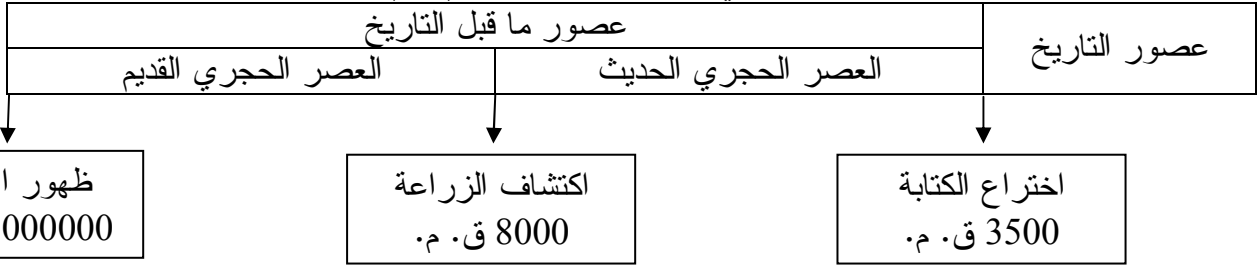 عصور التاريخ
عصور ما قبل التاريخ
العصر الحجري الحديث
العصر الحجري القديم
اختراع الكتابة
3500 ق. م.
اكتشاف الزراعة
8000 ق. م.
ظهور ا
000000